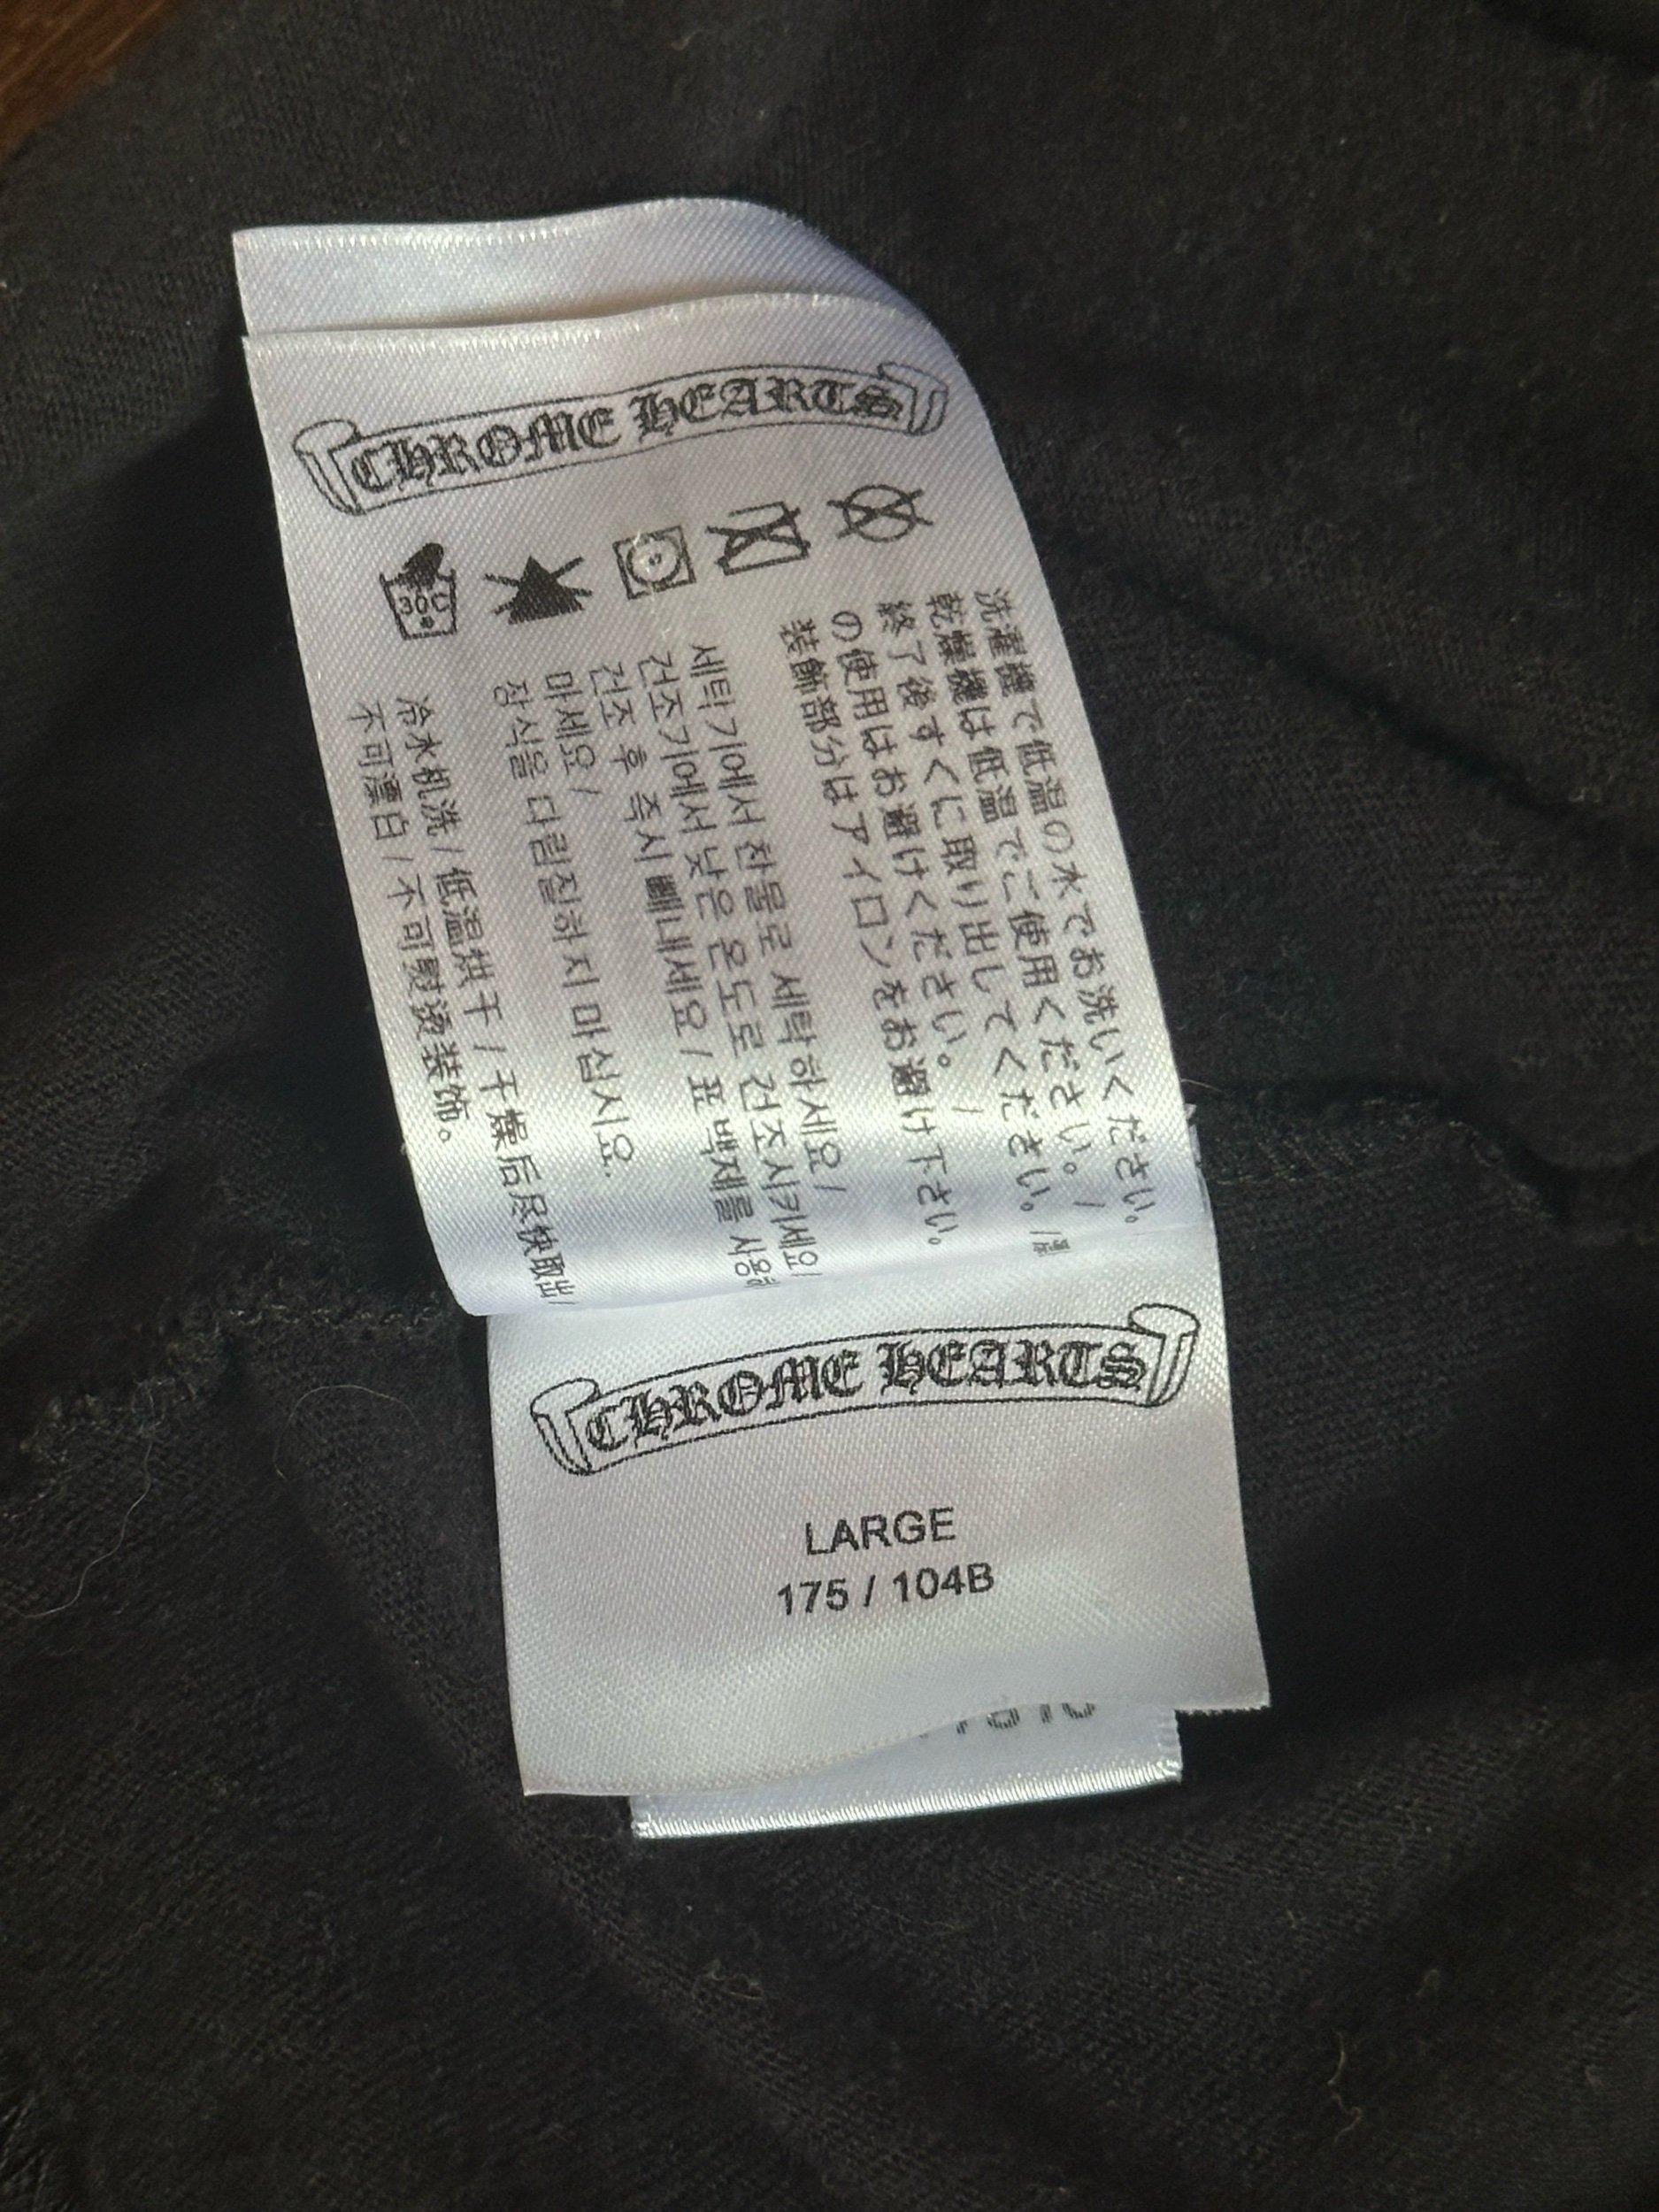 CHROME HEARTS
30C
洗濯機で低温の水でお洗いください。
乾燥機は低温でご使用ください。/
終了後すぐに取り出してください。/
の使用はお避けください。/
装飾部分はアイロンをお避け下さい。
세탁기에서 찬물로 세탁 하세요 /
건조기에서 낮은 온도로 건조시키세요/
건조 후 즉시 빼내세요 / 표백제를 사용
마세요 /
장식을 다림질하지 마십시오.
冷水机洗 / 低温烘干 / 干燥后尽快取出/
不可漂白 / 不可熨烫装饰。
CHROME HEARTS
LARGE
175 / 104B